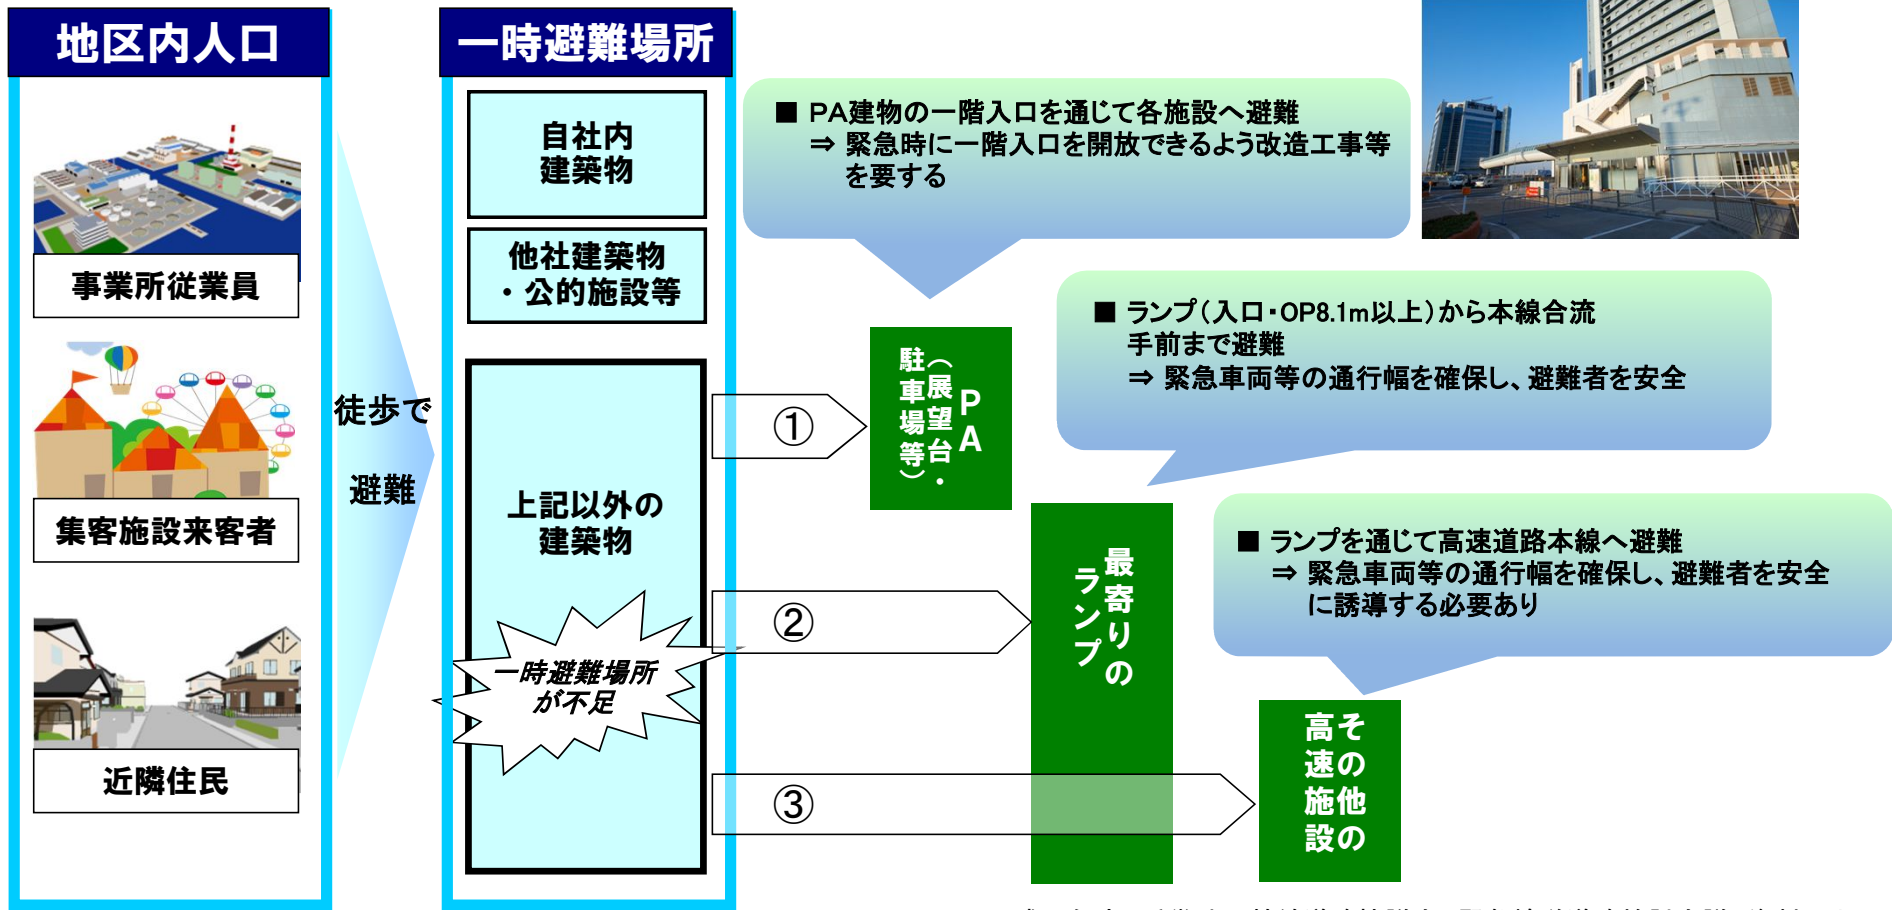 地区内人口
事業所従業員
集客施設来客者
近隣住民
徒歩で
避難
一時避難場所
自社内
建築物
他社建築物
・公的施設等
上記以外の
建築物
一時避難場所
が不足
■ PA建物の一階入口を通じて各施設へ避難
⇒ 緊急時に一階入口を開放できるよう改造工事等
を要する
①
PA
（展望台・
駐車場等）
■ ランプ（入口・OP8.1m以上）から本線合流
手前まで避難
⇒ 緊急車両等の通行幅を確保し、避難者を安全
②
最寄りの
ランプ
■ ランプを通じて高速道路本線へ避難
⇒ 緊急車両等の通行幅を確保し、避難者を安全
に誘導する必要あり
③
その他の
高速施設